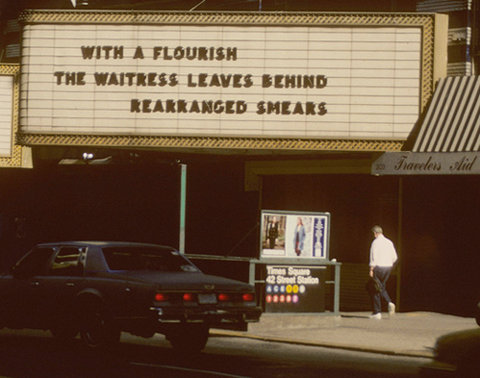 WITH A FLOURISH
THE WAITRESS LEAVES BEHIND
REARRANGED SMEARS
Travelers Aid
Times Square
42 Street Station